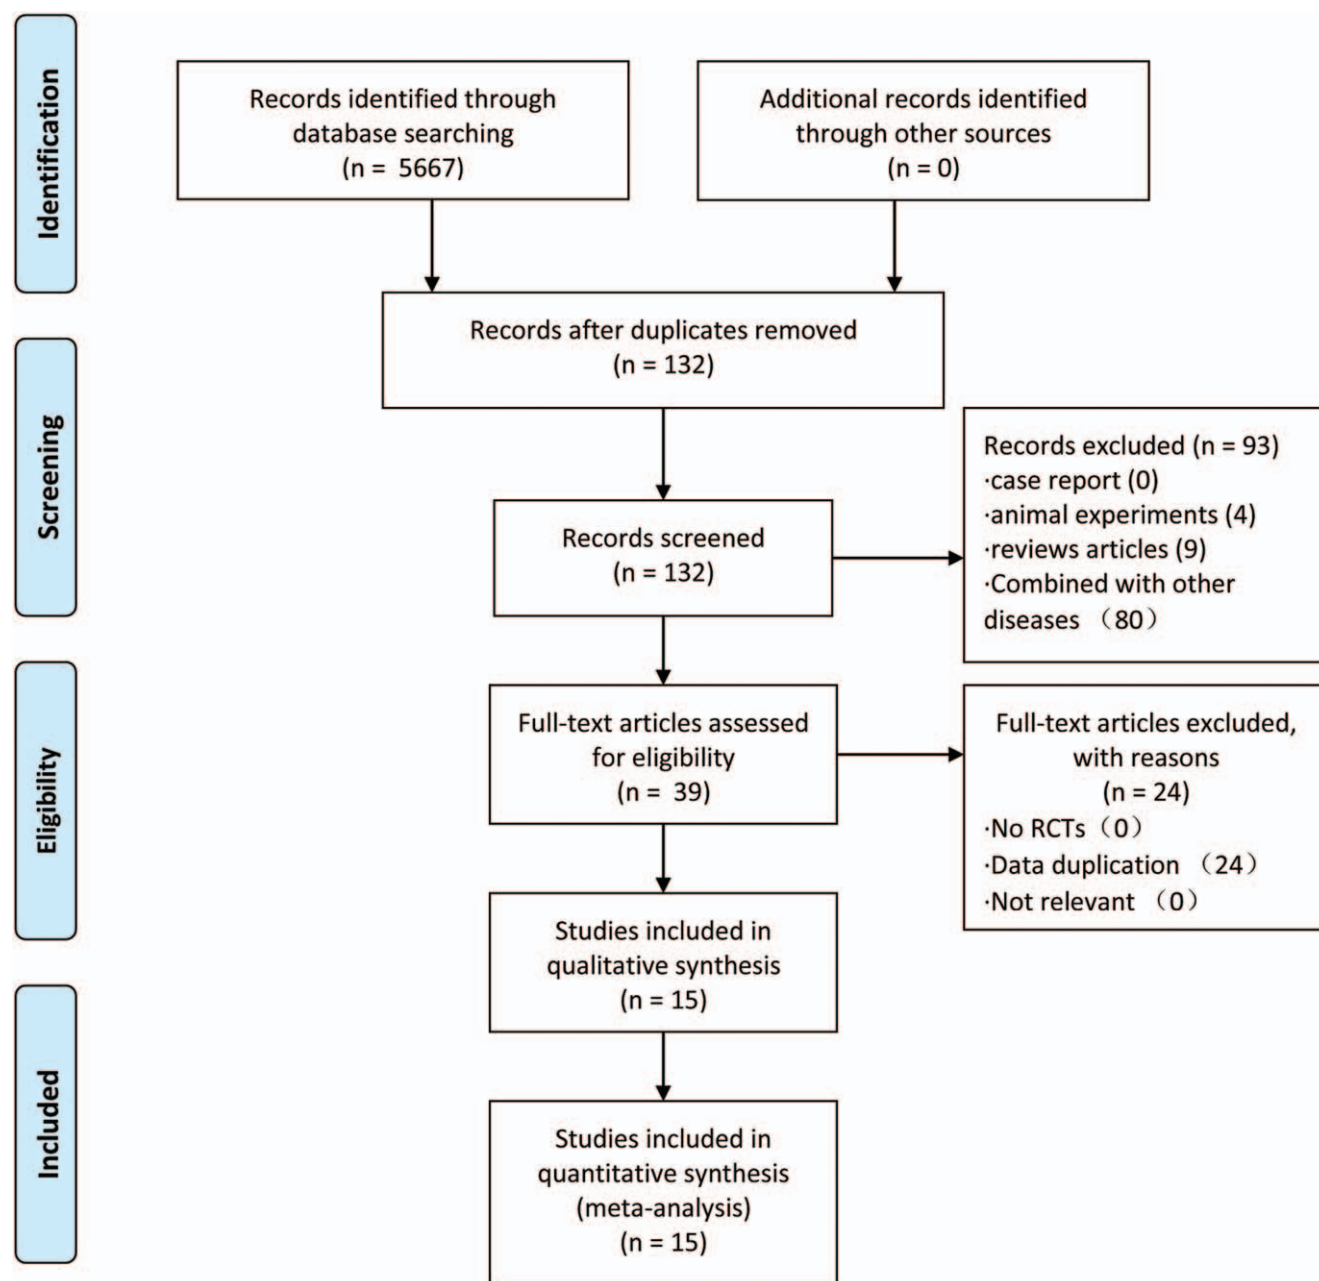 Identification
Records identified through
database searching
(n = 5667)
Additional records identified
through other sources
(n = 0)
Records after duplicates removed
(n = 132)
Screening
Records screened
(n = 132)
Records excluded (n = 93)
·case report (0)
·animal experiments (4)
·reviews articles (9)
·Combined with other
diseases （80）
Eligibility
Full-text articles assessed
for eligibility
(n = 39)
Full-text articles excluded,
with reasons
(n = 24)
·No RCTs（0）
·Data duplication （24）
·Not relevant （0）
Studies included in
qualitative synthesis
(n = 15)
Included
Studies included in
quantitative synthesis
(meta-analysis)
(n = 15)